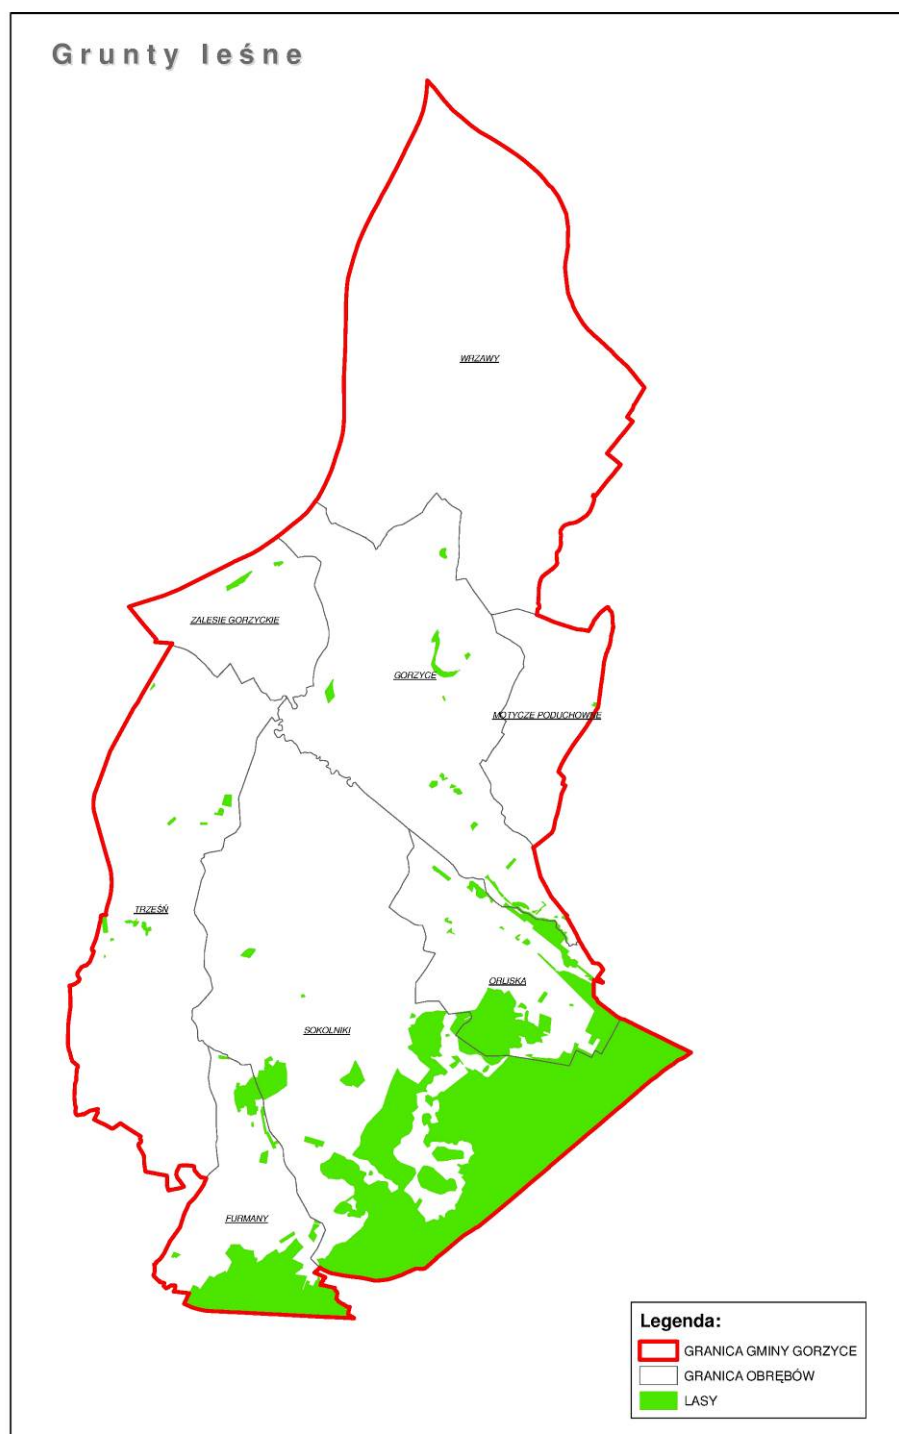 Grunty leśne
WRZAWY
ZALESIE GORZYCKIE
GORZYCE
MOTYCZE PODUCHOWNE
TRZEŚŃ
ORLISKA
SOKOLNIKI
FURMANY
Legenda:
GRANICA GMINY GORZYCE
GRANICA OBRĘBÓW
LASY